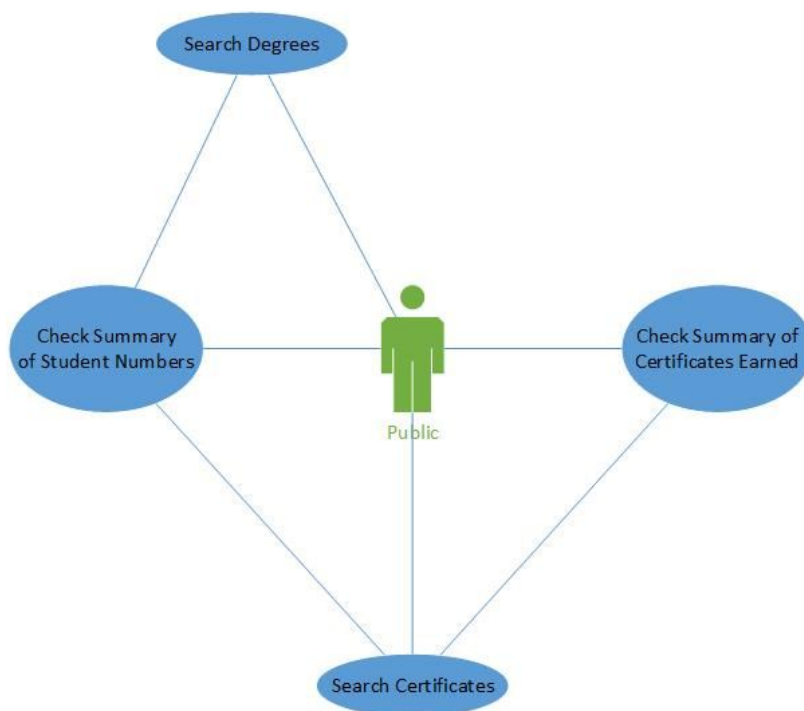 Search Degrees
Check Summary
of Student Numbers
Check Summary of
Certificates Earned
Public
Search Certificates